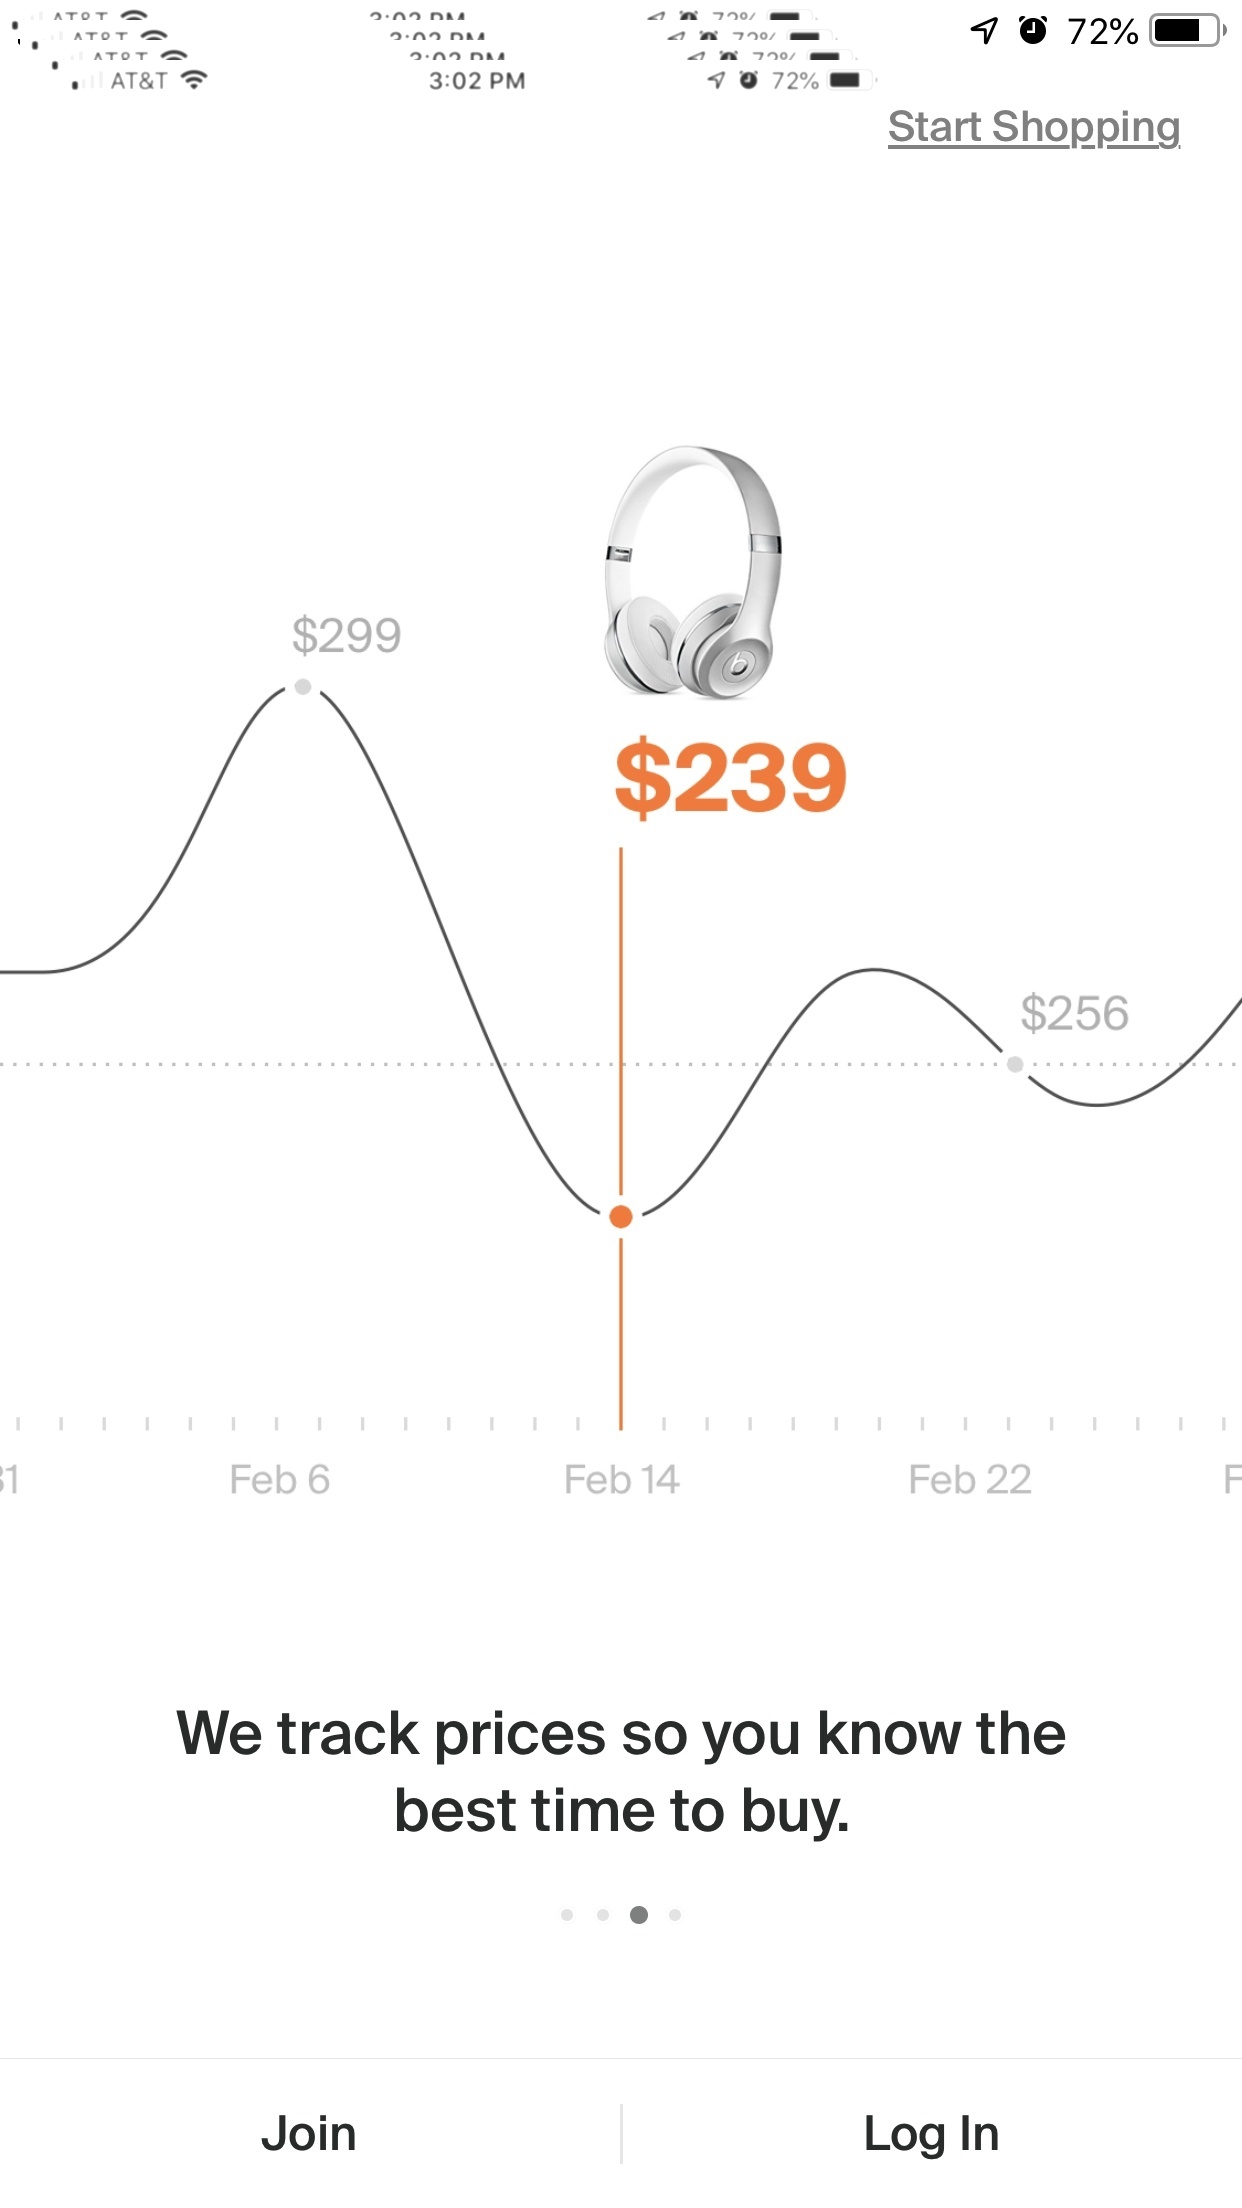 72%
AT&T 3:02 PM 72%
Start Shopping
$299
$239
$256
31 Feb 6 Feb 14 Feb 22 F
We track prices so you know the
best time to buy.
Join Log In